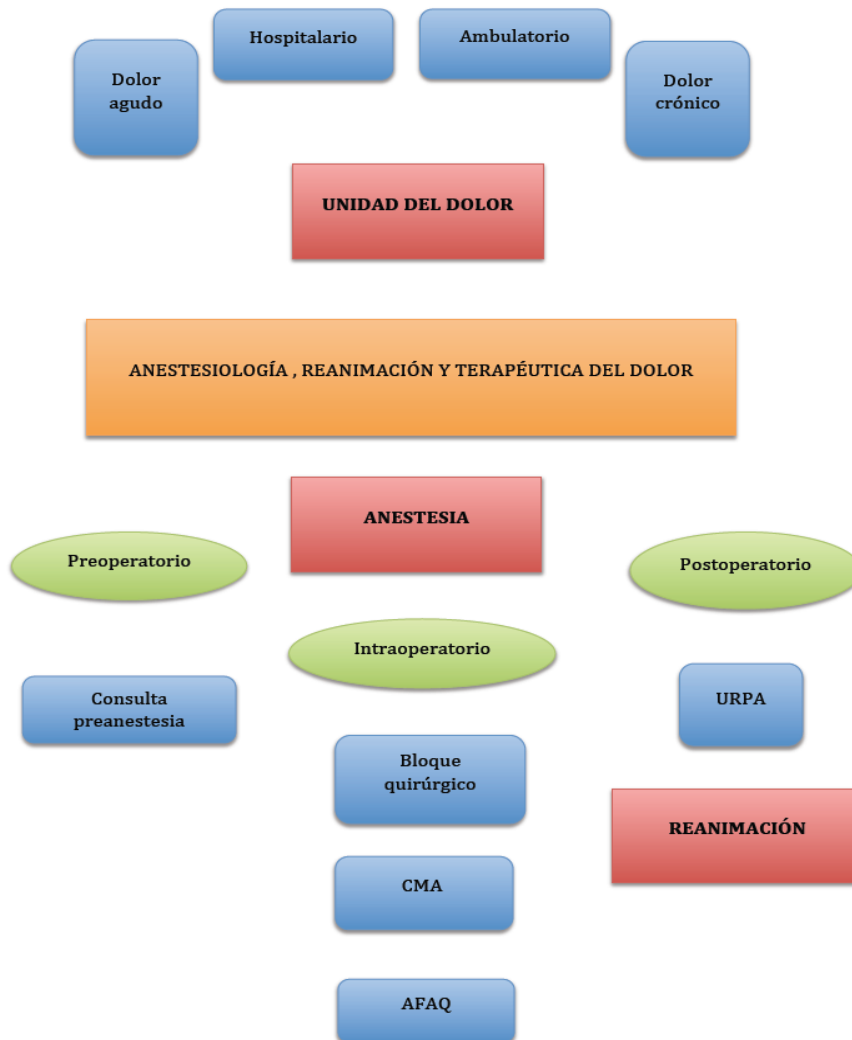 Hospitalario
Ambulatorio
Dolor
agudo
Dolor
crónico
UNIDAD DEL DOLOR
ANESTESIOLOGÍA , REANIMACIÓN Y TERAPÉUTICA DEL DOLOR
ANESTESIA
Preoperatorio
Postoperatorio
Intraoperatorio
Consulta
preanestesia
URPA
Bloque
quirúrgico
REANIMACIÓN
CMA
AFAQ